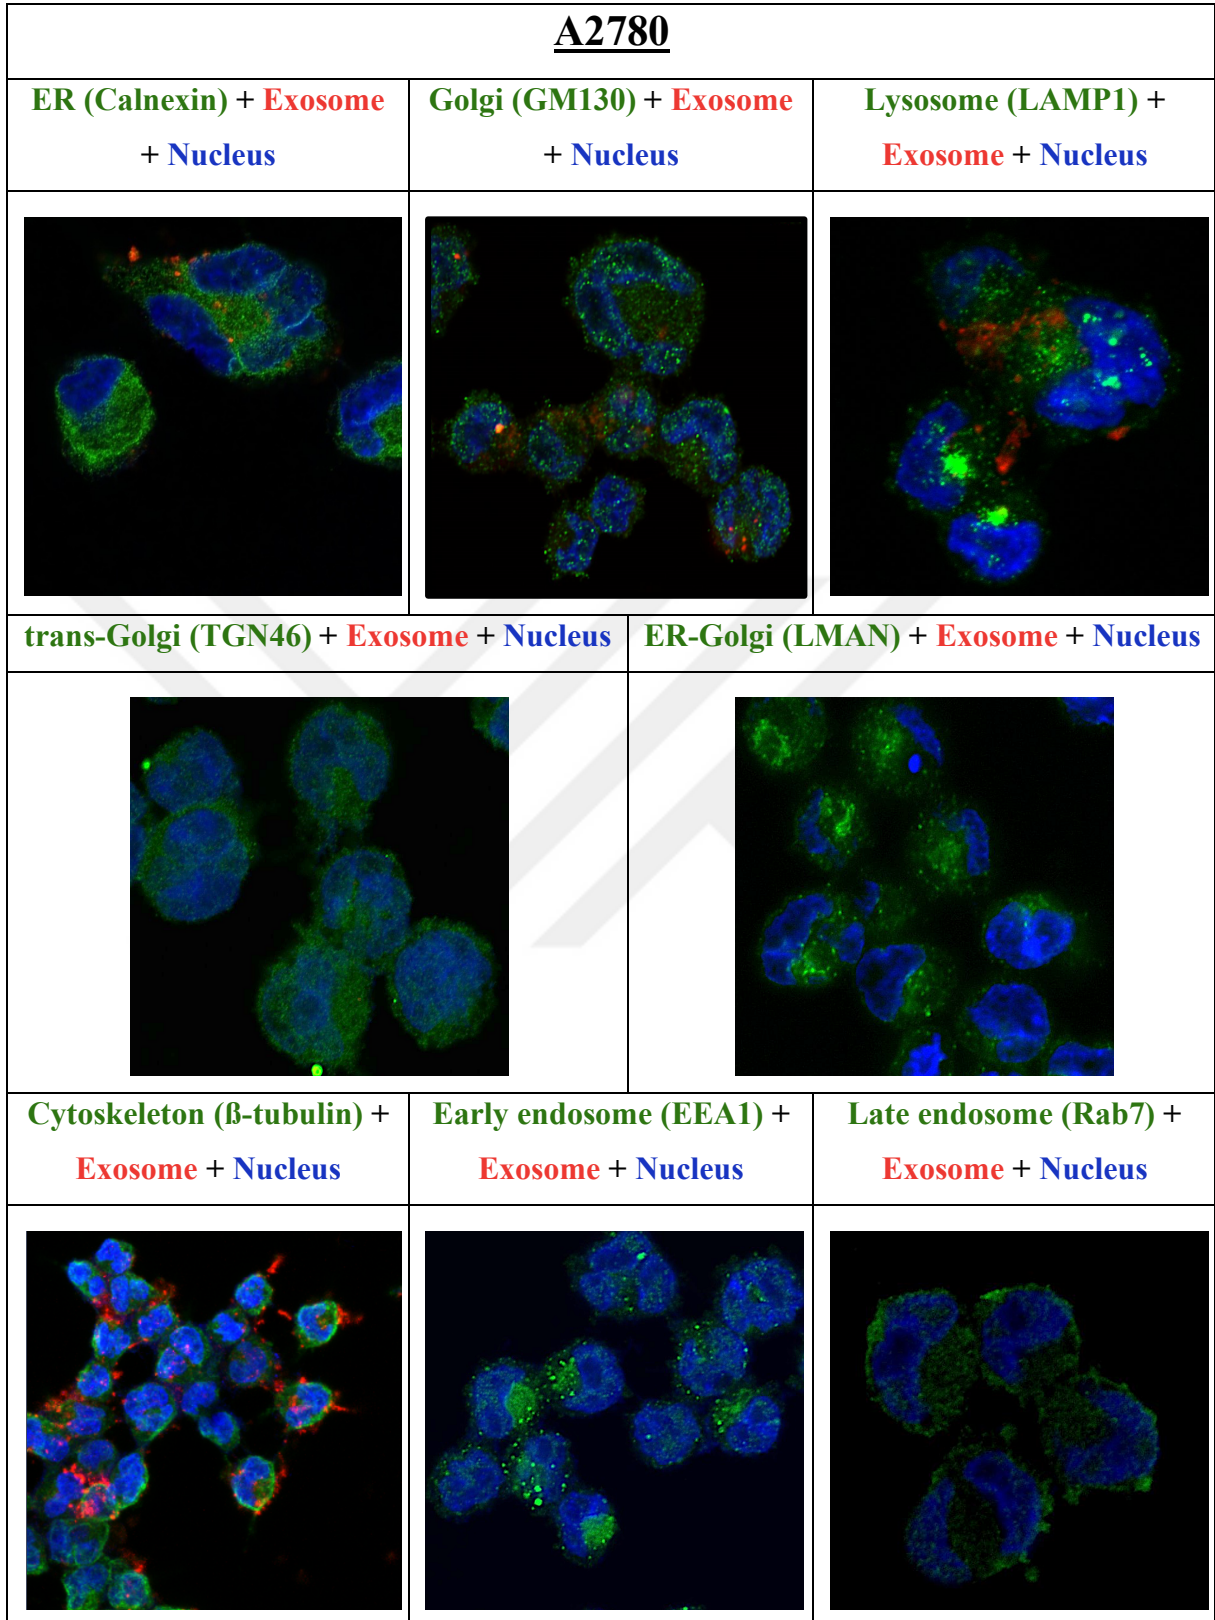 A2780
ER (Calnexin) + Exosome
+ Nucleus
Golgi (GM130) + Exosome
+ Nucleus
Lysosome (LAMP1) +
Exosome + Nucleus
trans-Golgi (TGN46) + Exosome + Nucleus
ER-Golgi (LMAN) + Exosome + Nucleus
Cytoskeleton (ß-tubulin) +
Exosome + Nucleus
Early endosome (EEA1) +
Exosome + Nucleus
Late endosome (Rab7) +
Exosome + Nucleus